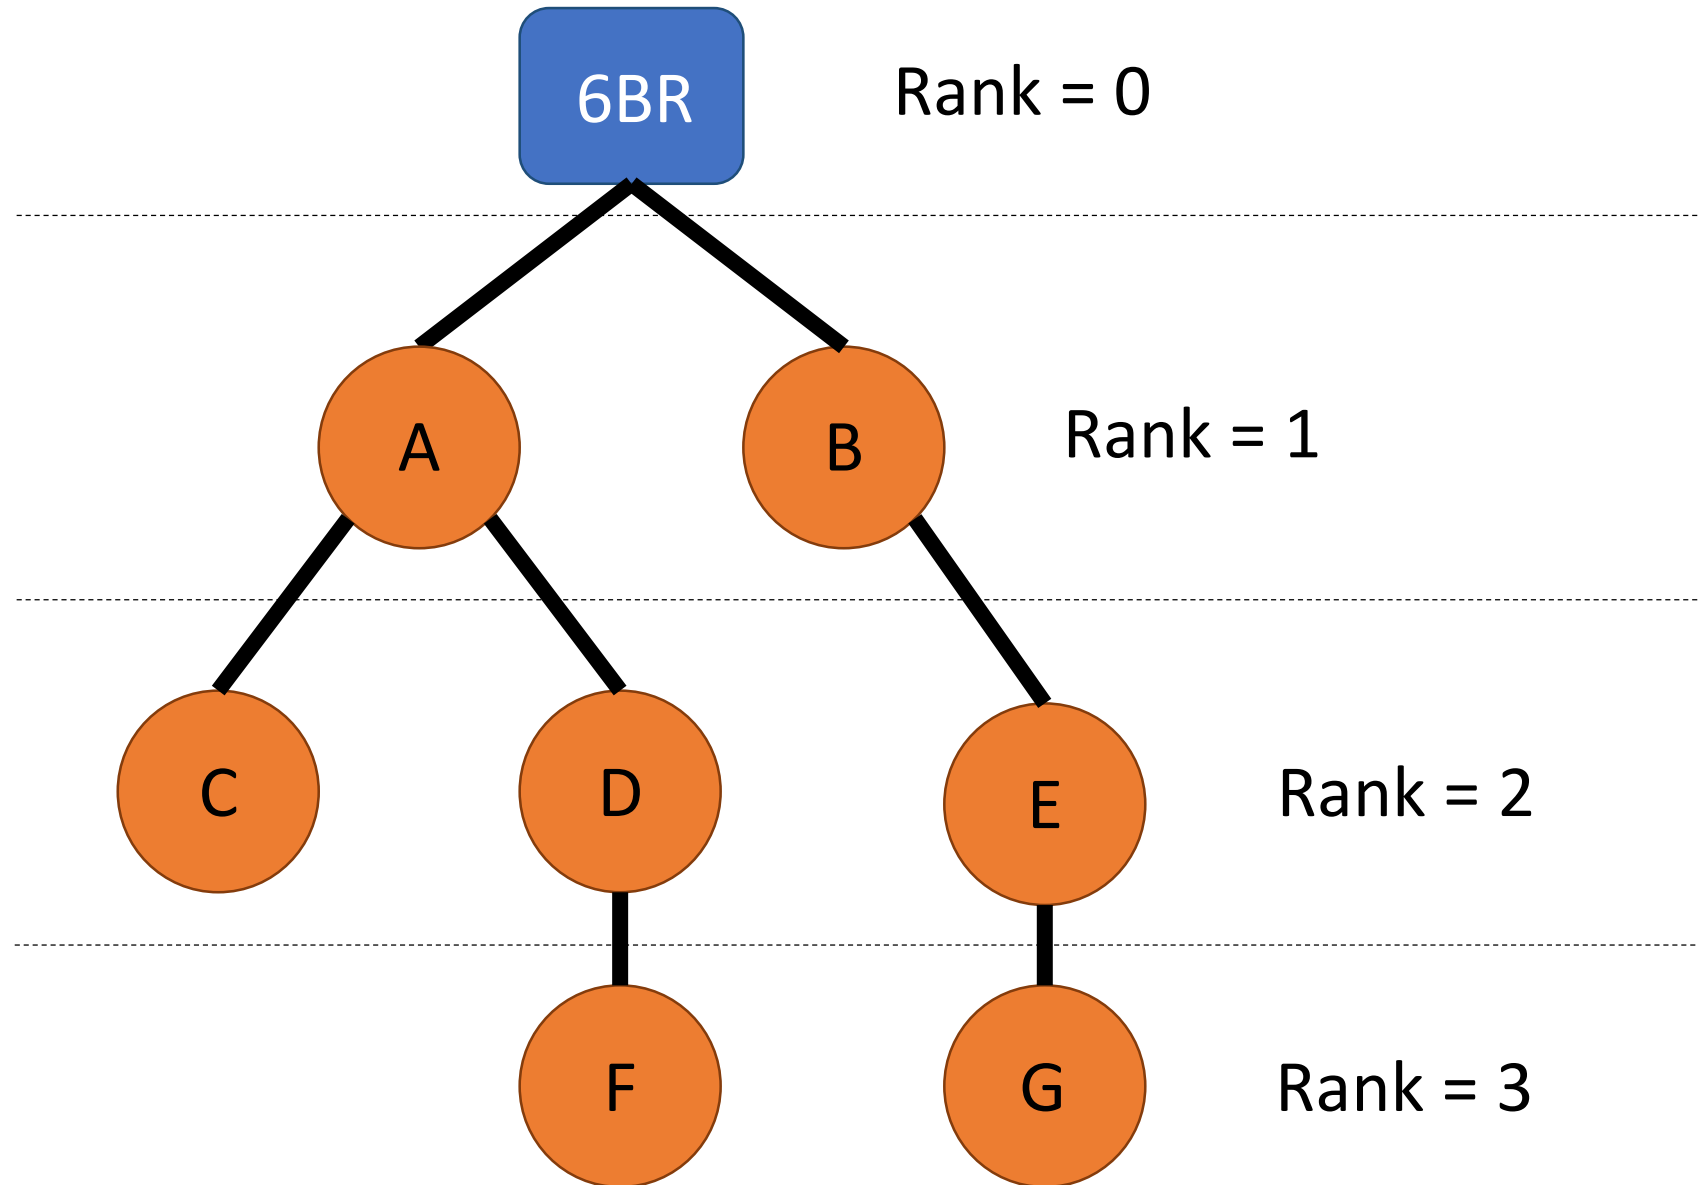 6BR
Rank = 0
A
B
Rank = 1
C
D
E
Rank = 2
F
G
Rank = 3